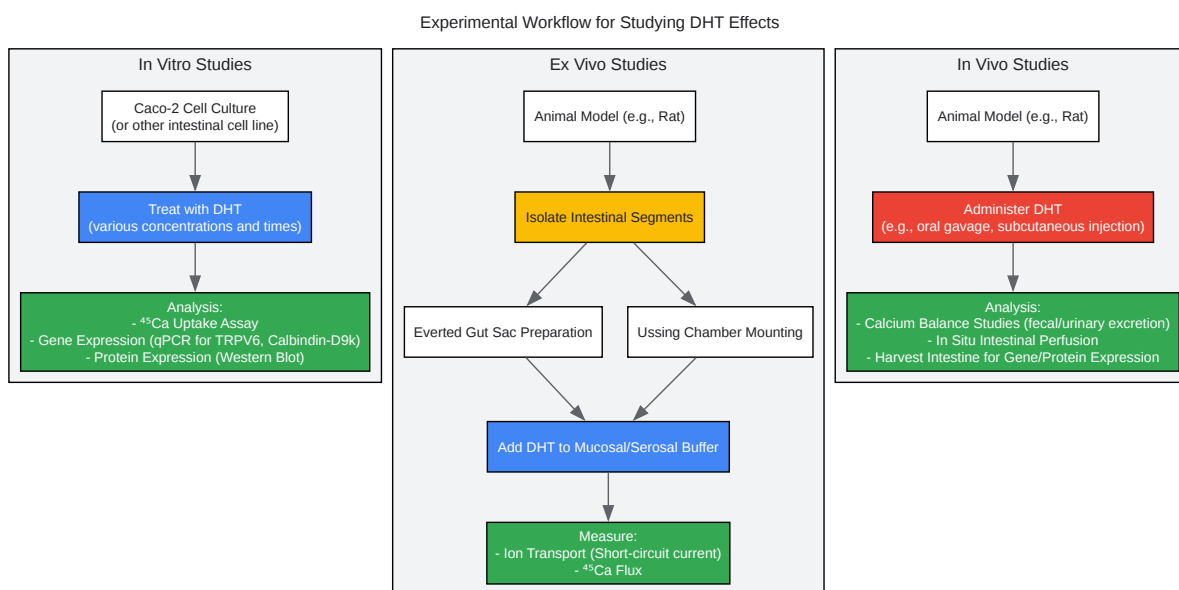 Experimental Workflow for Studying DHT Effects
In Vitro Studies
Caco-2 Cell Culture
(or other intestinal cell line)
Treat with DHT
(various concentrations and times)
Analysis:
- ⁴⁵Ca Uptake Assay
- Gene Expression (qPCR for TRPV6, Calbindin-D9k)
- Protein Expression (Western Blot)
Ex Vivo Studies
Animal Model (e.g., Rat)
Isolate Intestinal Segments
Everted Gut Sac Preparation
Ussing Chamber Mounting
Add DHT to Mucosal/Serosal Buffer
Measure:
- Ion Transport (Short-circuit current)
- ⁴⁵Ca Flux
In Vivo Studies
Animal Model (e.g., Rat)
Administer DHT
(e.g., oral gavage, subcutaneous injection)
Analysis:
- Calcium Balance Studies (fecal/urinary excretion)
- In Situ Intestinal Perfusion
- Harvest Intestine for Gene/Protein Expression